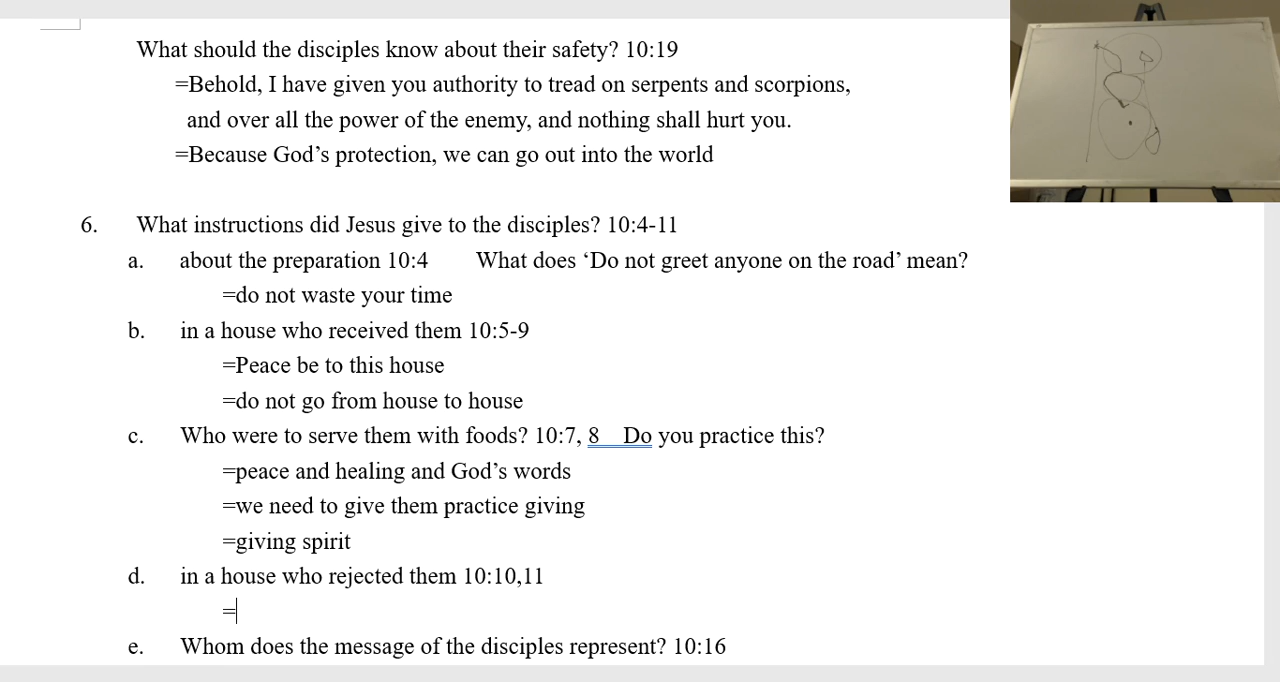 What should the disciples know about their safety? 10:19
=Behold, I have given you authority to tread on serpents and scorpions,
and over all the power of the enemy, and nothing shall hurt you.
=Because God’s protection, we can go out into the world
6. What instructions did Jesus give to the disciples? 10:4-11
a. about the preparation 10:4 What does ‘Do not greet anyone on the road’ mean?
=do not waste your time
b. in a house who received them 10:5-9
=Peace be to this house
=do not go from house to house
c. Who were to serve them with foods? 10:7, 8 Do you practice this?
=peace and healing and God’s words
=we need to give them practice giving
=giving spirit
d. in a house who rejected them 10:10,11
=
e. Whom does the message of the disciples represent? 10:16